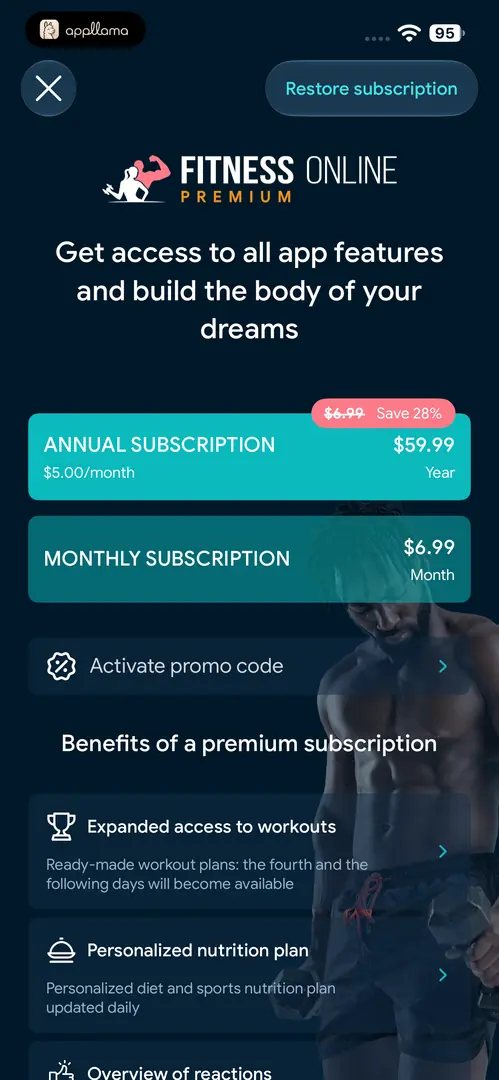 appllama
95
Restore subscription
FITNESS ONLINE
PREMIUM
Get access to all app features
and build the body of your
dreams
$6.99 Save 28%
ANNUAL SUBSCRIPTION
$59.99
$5.00/month
Year
MONTHLY SUBSCRIPTION
$6.99
Month
Activate promo code
Benefits of a premium subscription
Expanded access to workouts
Ready-made workout plans: the fourth and the
following days will become available
Personalized nutrition plan
Personalized diet and sports nutrition plan
updated daily
Overview of reactions